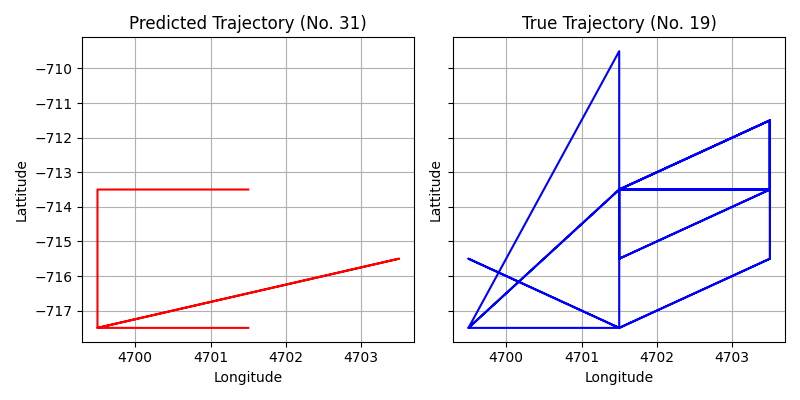 Predicted Trajectory (No. 31)
True Trajectory (No. 19)
−710
−711
−712
−713
−714
−715
−716
−717
Lattitude
Lattitude
4700 4701 4702 4703
4700 4701 4702 4703
Longitude
Longitude